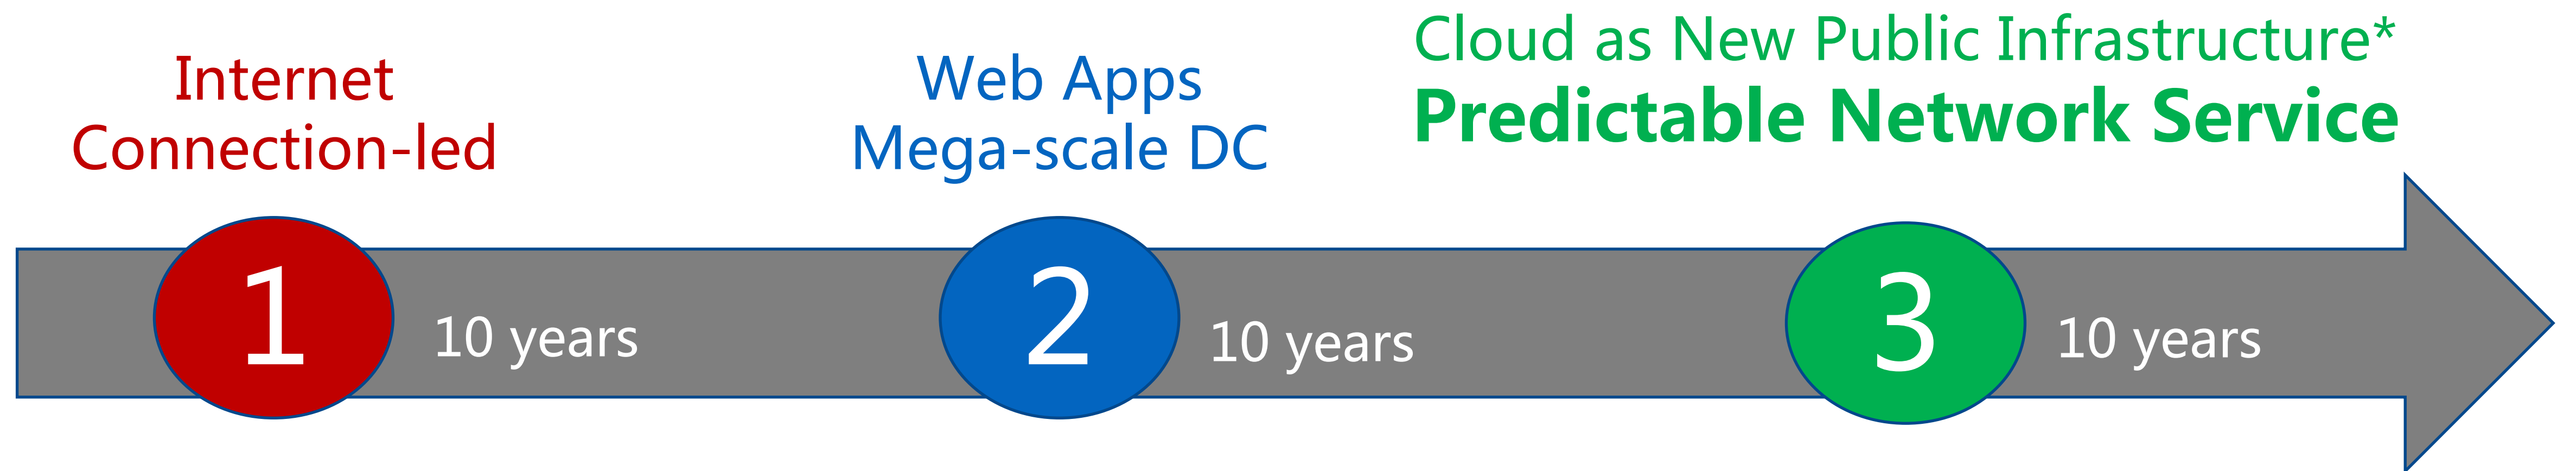 Internet
Connection-led
Web Apps
Mega-scale DC
Cloud as New Public Infrastructure*
Predictable Network Service
1
10 years
2
10 years
3
10 years